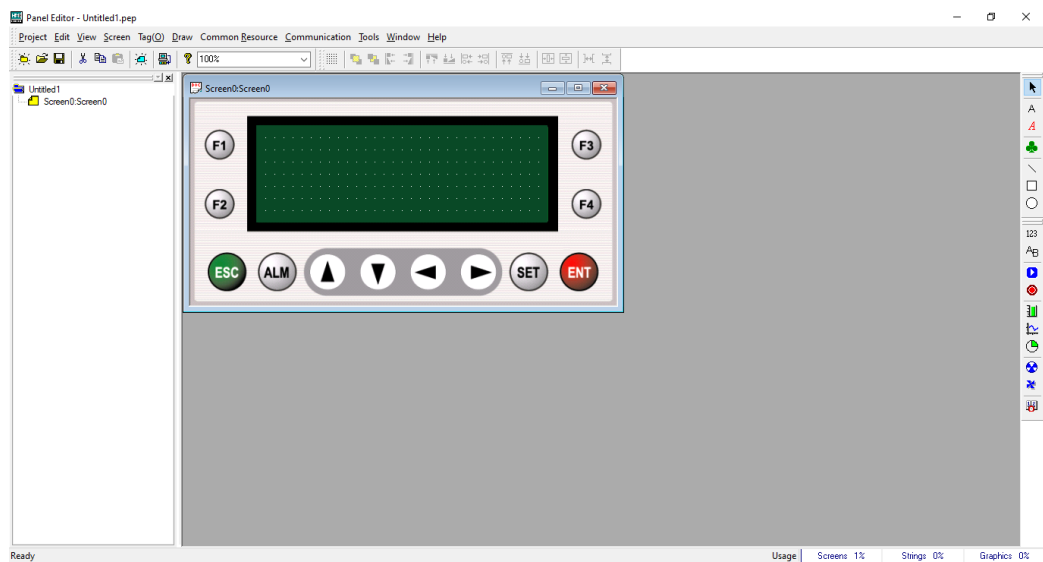 Panel Editor - Untitled1.pep
Project Edit View Screen Tag(O) Draw Common Resource Communication Tools Window Help
100%
Untitled1
Screen0:Screen0
Screen0:Screen0
F1
F3
F2
F4
ESC ALM SET ENT
A
A
123
AB
Ready Usage Screens 1% Strings 0% Graphics 0%